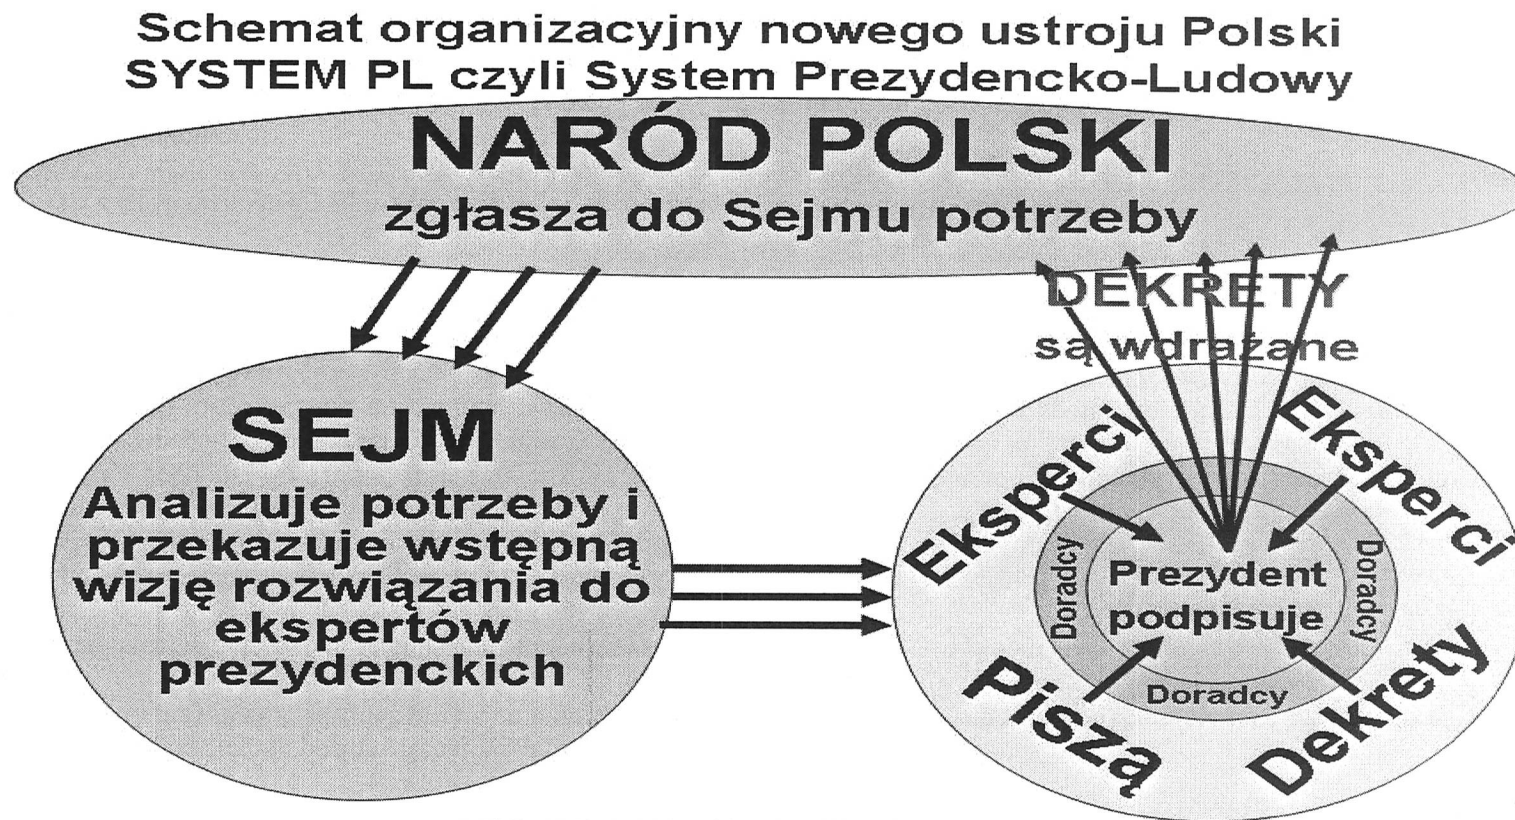 Schemat organizacyjny nowego ustroju Polski
SYSTEM PL czyli System Prezydencko-Ludowy
NARÓD POLSKI
zgłasza do Sejmu potrzeby
DEKRETY
są wdrażane
SEJM
Analizuje potrzeby i
przekazuje wstępną
wizję rozwiązania do
ekspertów
prezydenckich
Eksperci
Eksperci
Doradcy
Prezydent
podpisuje
Doradcy
Doradcy
Piszą
Dekrety